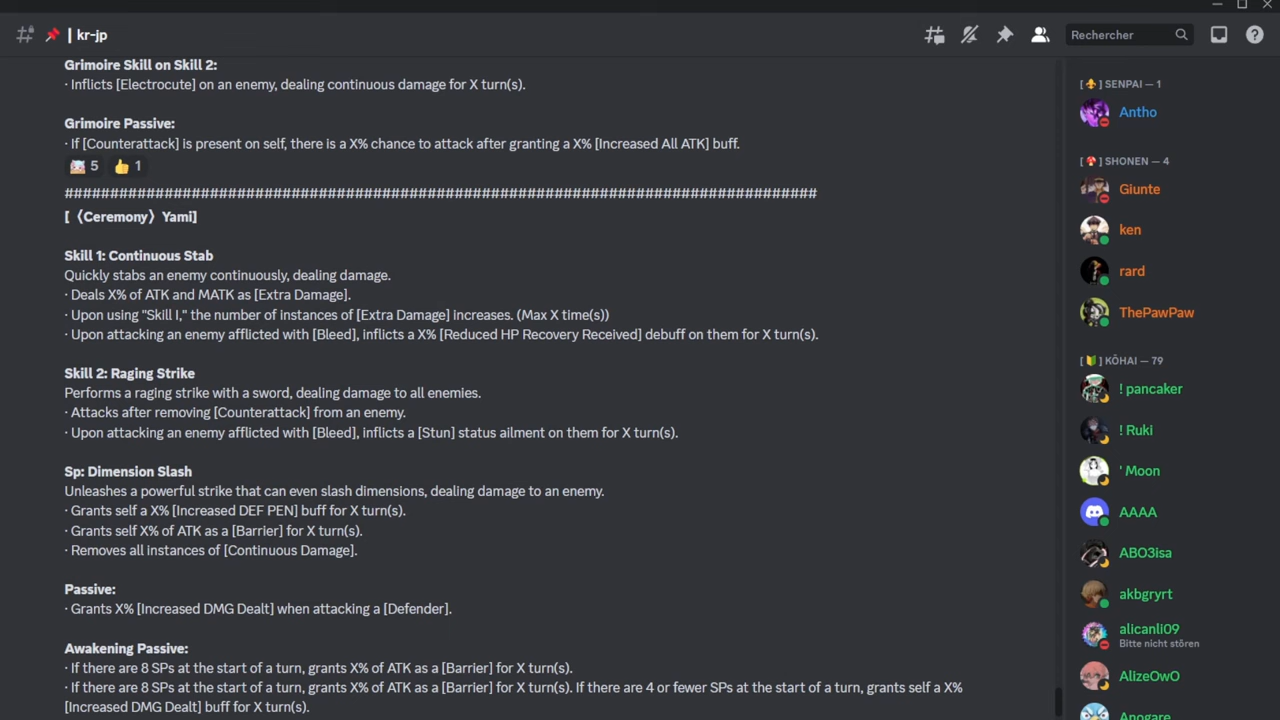 | kr-jp
Rechercher
Grimoire Skill on Skill 2:
· Inflicts [Electrocute] on an enemy, dealing continuous damage for X turn(s).
Grimoire Passive:
· If [Counterattack] is present on self, there is a X% chance to attack after granting a X% [Increased All ATK] buff.
5 1
###################################################################################
[《Ceremony》Yami]
Skill 1: Continuous Stab
Quickly stabs an enemy continuously, dealing damage.
· Deals X% of ATK and MATK as [Extra Damage].
· Upon using "Skill I," the number of instances of [Extra Damage] increases. (Max X time(s))
· Upon attacking an enemy afflicted with [Bleed], inflicts a X% [Reduced HP Recovery Received] debuff on them for X turn(s).
Skill 2: Raging Strike
Performs a raging strike with a sword, dealing damage to all enemies.
· Attacks after removing [Counterattack] from an enemy.
· Upon attacking an enemy afflicted with [Bleed], inflicts a [Stun] status ailment on them for X turn(s).
Sp: Dimension Slash
Unleashes a powerful strike that can even slash dimensions, dealing damage to an enemy.
· Grants self a X% [Increased DEF PEN] buff for X turn(s).
· Grants self X% of ATK as a [Barrier] for X turn(s).
· Removes all instances of [Continuous Damage].
Passive:
· Grants X% [Increased DMG Dealt] when attacking a [Defender].
Awakening Passive:
· If there are 8 SPs at the start of a turn, grants X% of ATK as a [Barrier] for X turn(s).
· If there are 8 SPs at the start of a turn, grants X% of ATK as a [Barrier] for X turn(s). If there are 4 or fewer SPs at the start of a turn, grants self a X%
[Increased DMG Dealt] buff for X turn(s).
[ ] SENPAI — 1
Antho
[ ] SHONEN — 4
Giunte
ken
rard
ThePawPaw
[ ] KŌHAI — 79
! pancaker
! Ruki
' Moon
AAAA
ABO3isa
akbgryrt
alicanli09
Bitte nicht stören
AlizeOwO
Anogare